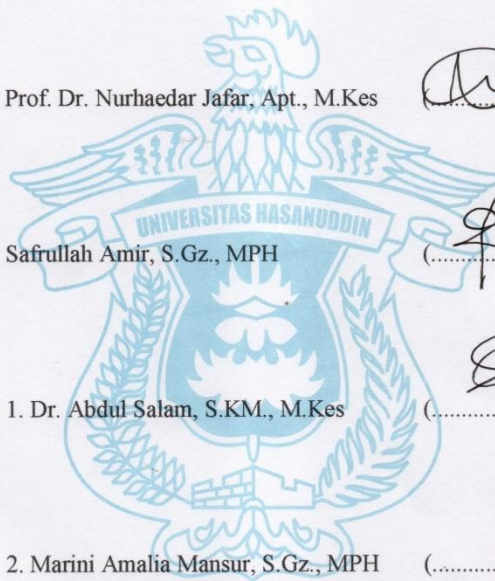 Prof. Dr. Nurhaedar Jafar, Apt., M.Kes (..........
UNIVERSITAS HASANUDDIN
Safrullah Amir, S.Gz., MPH (..........
1. Dr. Abdul Salam, S.KM., M.Kes (..........
2. Marini Amalia Mansur, S.Gz., MPH (..........